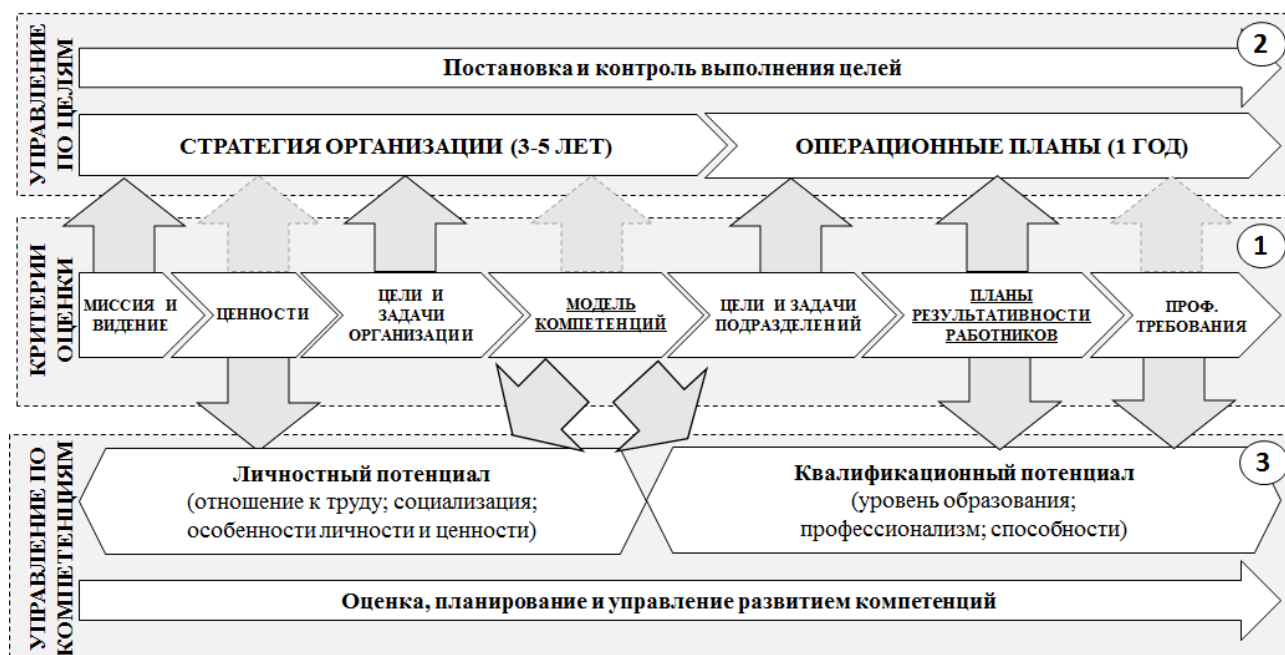 УПРАВЛЕНИЕ
ПО ЦЕЛЯМ
2
Постановка и контроль выполнения целей
СТРАТЕГИЯ ОРГАНИЗАЦИИ (3-5 ЛЕТ)
ОПЕРАЦИОННЫЕ ПЛАНЫ (1 ГОД)
КРИТЕРИИ
ОЦЕНКИ
1
МИССИЯ И
ВИДЕНИЕ
ЦЕННОСТИ
ЦЕЛИ И
ЗАДАЧИ
ОРГАНИЗАЦИИ
МОДЕЛЬ
КОМПЕТЕНЦИЙ
ЦЕЛИ И ЗАДАЧИ
ПОДРАЗДЕЛЕНИЙ
ПЛАНЫ
РЕЗУЛЬТАТИВНОСТИ
РАБОТНИКОВ
ПРОФ.
ТРЕБОВАНИЯ
УПРАВЛЕНИЕ ПО
КОМПЕТЕНЦИЯМ
3
Личностный потенциал
(отношение к труду; социализация;
особенности личности и ценности)
Квалификационный потенциал
(уровень образования;
профессионализм; способности)
Оценка, планирование и управление развитием компетенций